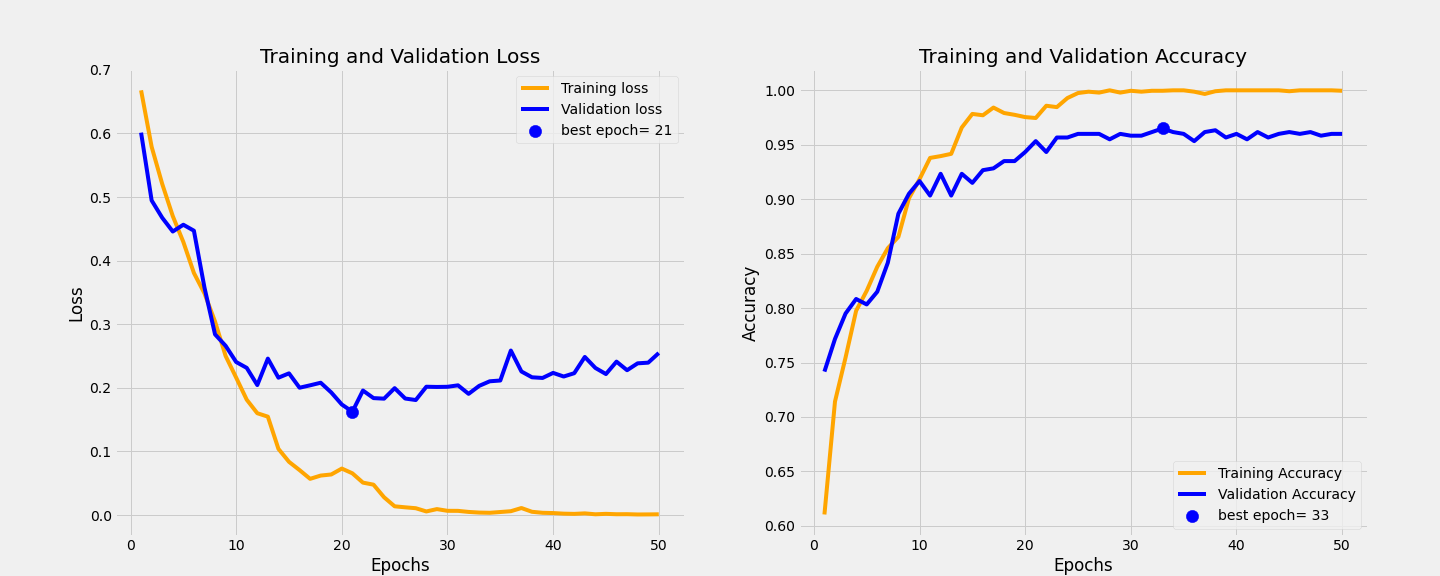 Training and Validation Loss
0.7
0.6
0.5
0.4
0.3
0.2
0.1
0.0
Loss
Training loss
Validation loss
best epoch= 21
0
10
20
30
40
50
Epochs
Training and Validation Accuracy
1.00
0.95
0.90
0.85
0.80
0.75
0.70
0.65
0.60
Accuracy
Training Accuracy
Validation Accuracy
best epoch= 33
0
10
20
30
40
50
Epochs